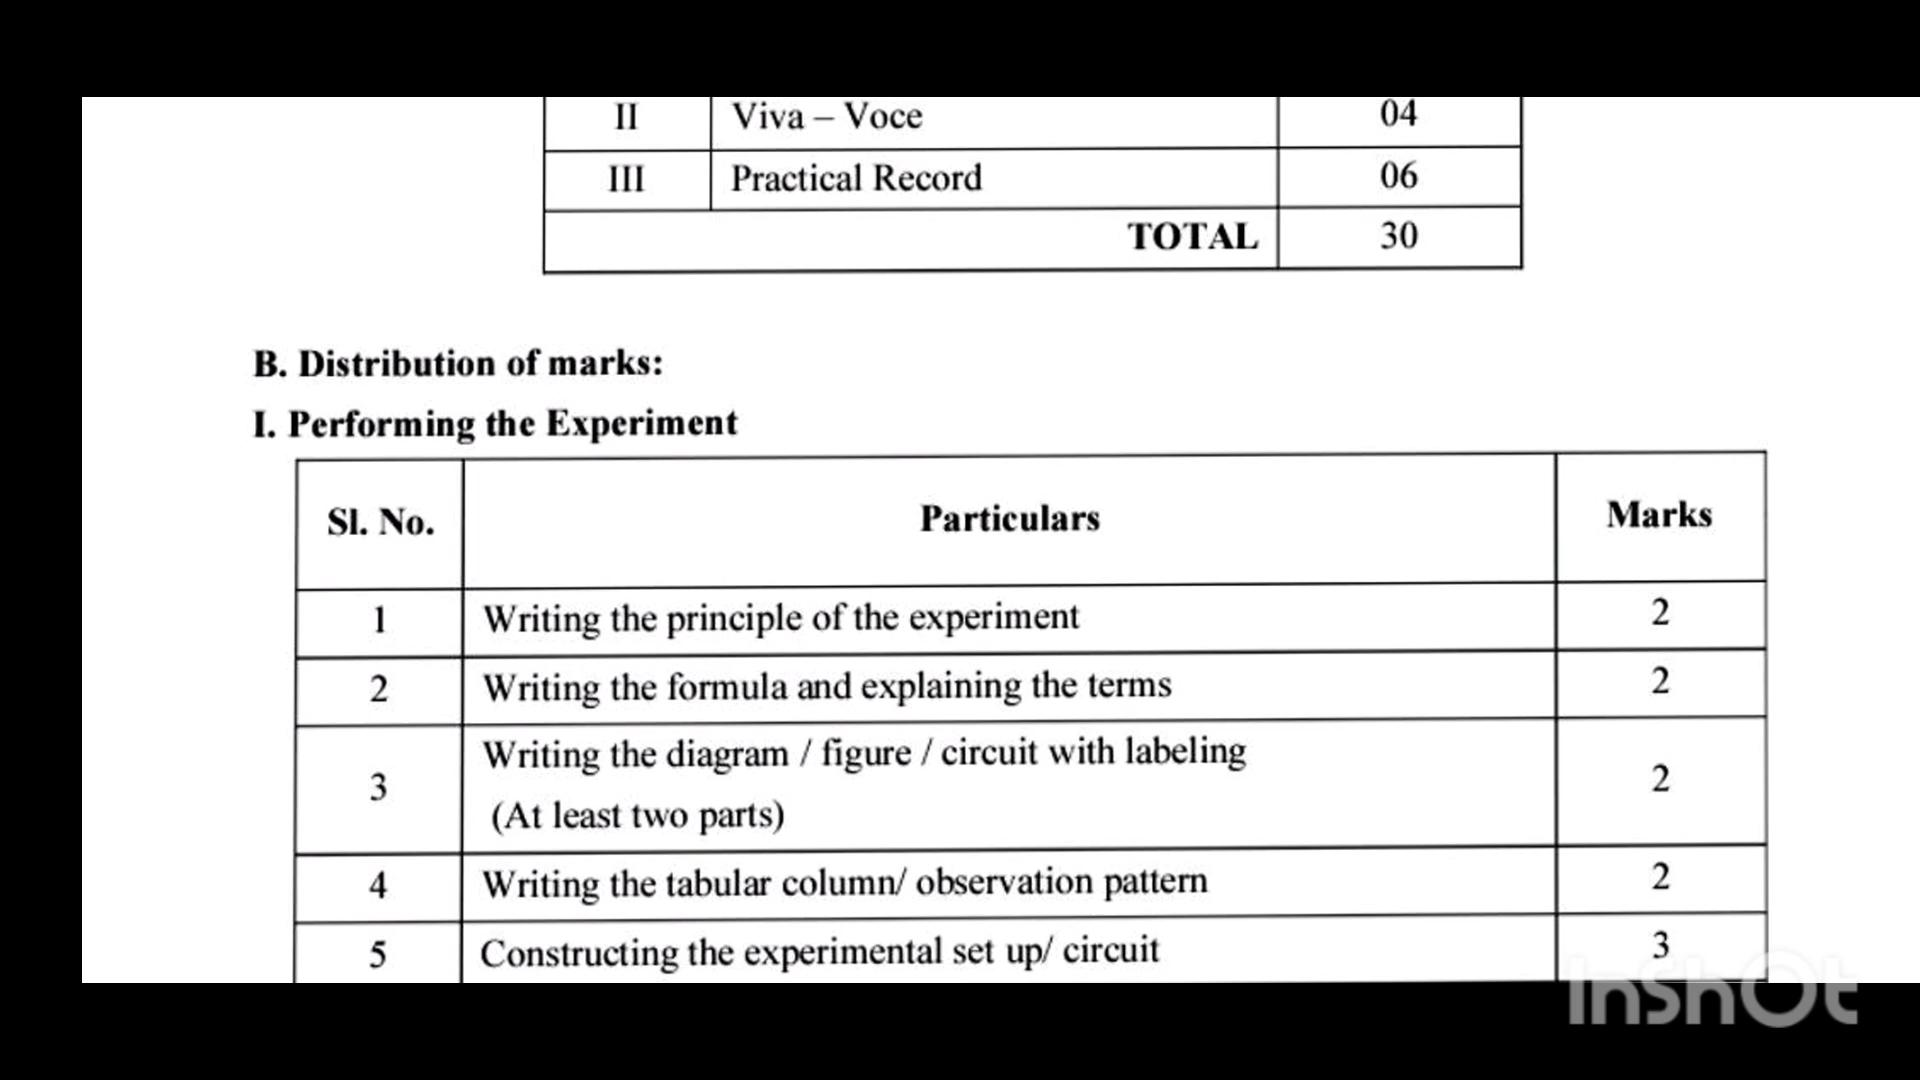 II Viva – Voce 04
III Practical Record 06
TOTAL 30
B. Distribution of marks:
I. Performing the Experiment
Sl. No. Particulars Marks
1 Writing the principle of the experiment 2
2 Writing the formula and explaining the terms 2
3 Writing the diagram / figure / circuit with labeling 2
(At least two parts)
4 Writing the tabular column/ observation pattern 2
5 Constructing the experimental set up/ circuit 3
InShOt